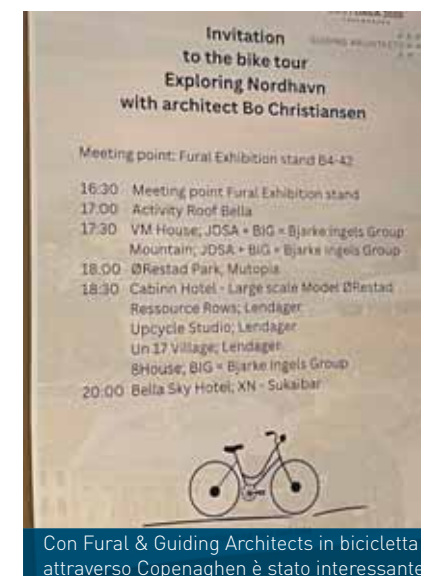 GUIDING ARCHITECTS
Invitation
to the bike tour
Exploring Nordhavn
with architect Bo Christiansen
Meeting point: Fural Exhibition stand B4-42
16:30 Meeting point Fural Exhibition stand
17:00 Activity Roof Bella
17:30 VM House; JDSA + BIG = Bjarke Ingels Group
Mountain; JDSA + BIG = Bjarke Ingels Group
18.00 ØRestad Park, Mutopia
18:30 Cabinn Hotel - Large scale Model ØRestad
Ressource Rows; Lendager
Upcycle Studio; Lendager
Un 17 Village; Lendager
8House; BIG = Bjarke Ingels Group
20:00 Bella Sky Hotel; XN - Sukaibar
Con Fural & Guiding Architects in bicicletta
attraverso Copenaghen è stato interessante